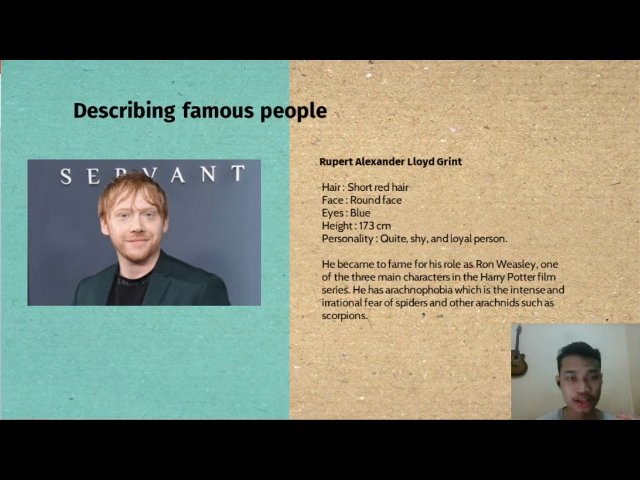 Describing famous people
SERVANT
Rupert Alexander Lloyd Grint
Hair : Short red hair
Face : Round face
Eyes : Blue
Height : 173 cm
Personality : Quite, shy, and loyal person.
He became to fame for his role as Ron Weasley, one
of the three main characters in the Harry Potter film
series. He has arachnophobia which is the intense and
irrational fear of spiders and other arachnids such as
scorpions.